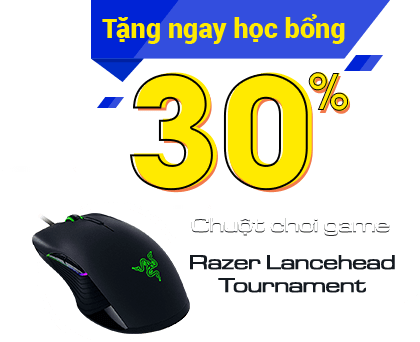 Tặng ngay học bổng
30%
Chuột chơi game
Razer Lancehead
Tournament